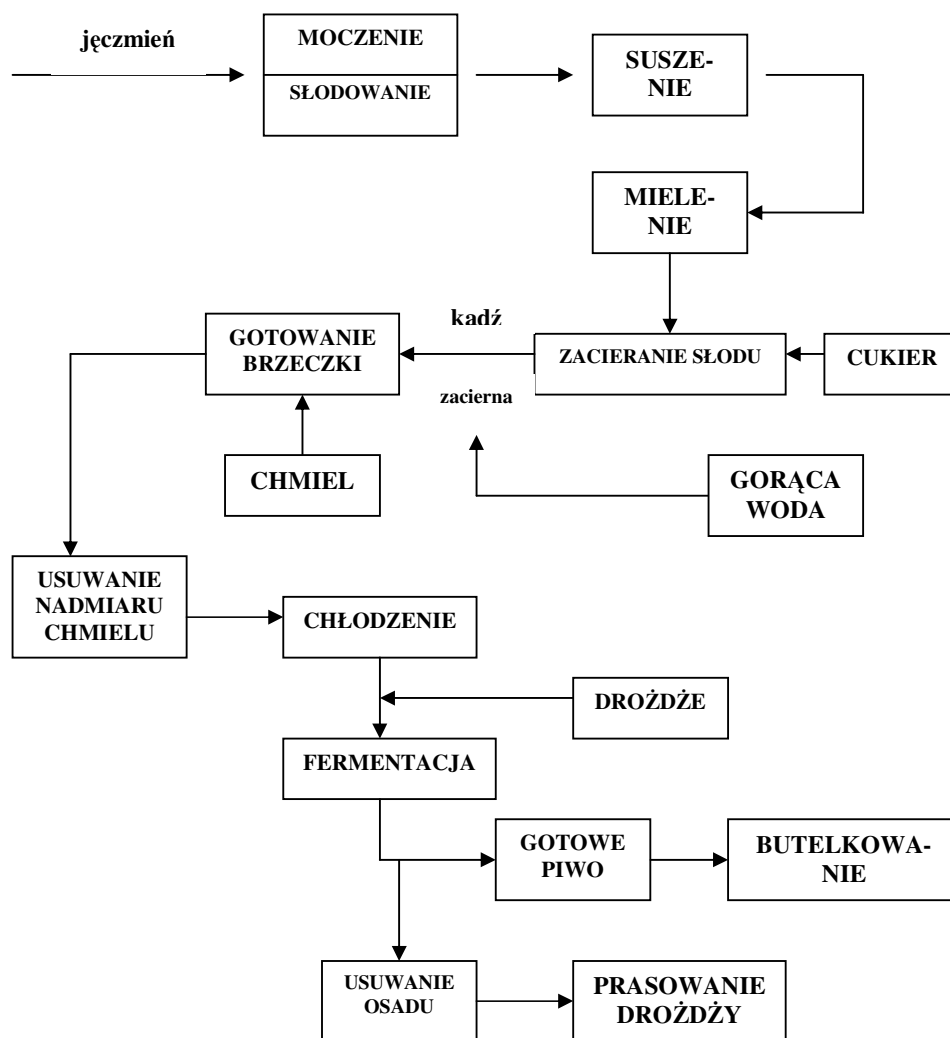 jęczmień
MOCZENIE
SŁODOWANIE
SUSZE-
NIE
MIELE-
NIE
kadź
zacierna
GOTOWANIE
BRZECZKI
ZACIERANIE SŁODU
CUKIER
CHMIEL
GORĄCA
WODA
USUWANIE
NADMIARU
CHMIELU
CHŁODZENIE
DROŻDŻE
FERMENTACJA
GOTOWE
PIWO
BUTELKOWA-
NIE
USUWANIE
OSADU
PRASOWANIE
DROŻDŻY